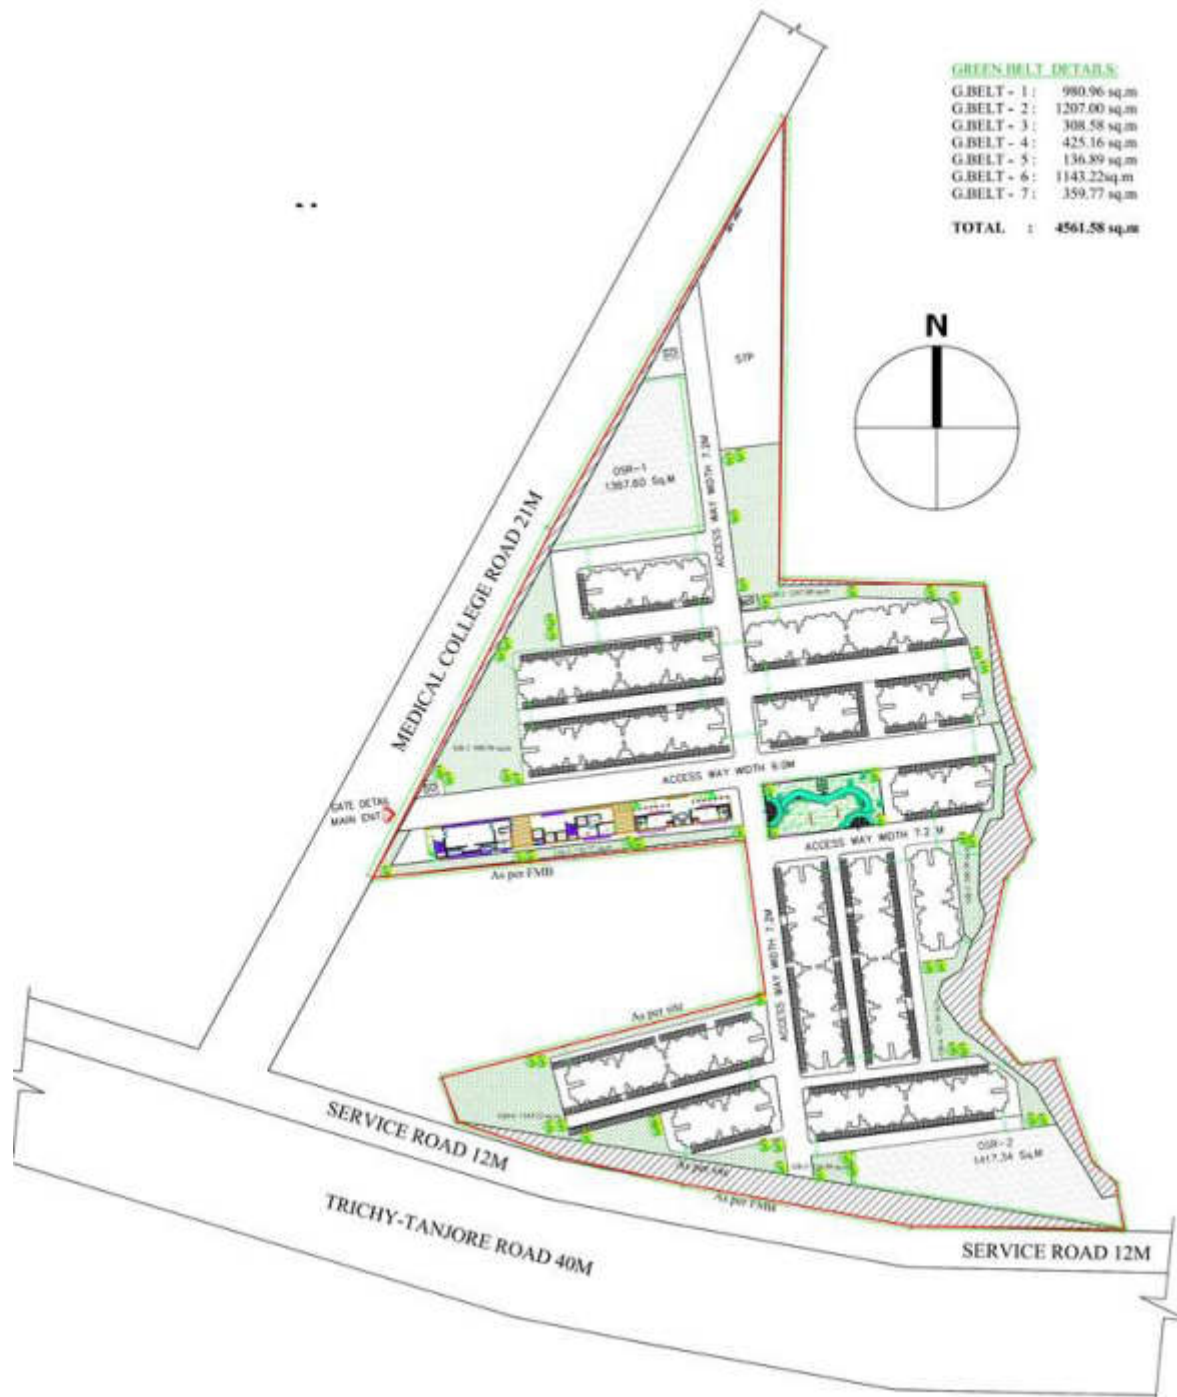 GREEN BELT DETAILS:
G.BELT - 1 : 980.96 sq.m
G.BELT - 2 : 1207.00 sq.m
G.BELT - 3 : 308.58 sq.m
G.BELT - 4 : 425.16 sq.m
G.BELT - 5 : 136.89 sq.m
G.BELT - 6 : 1143.22sq.m
G.BELT - 7 : 359.77 sq.m
TOTAL : 4561.58 sq.m
N
STP
OSR-1
1367.60 Sq.M
ACCESS WAY WIDTH 7.2M
MEDICAL COLLEGE ROAD 21M
ACCESS WAY WIDTH 9.0M
GATE DETAIL
MAIN ENT.
ACCESS WAY WIDTH 7.2 M
As per FMB
ACCESS WAY WIDTH 7.2M
As per
OSR-2
1417.34 Sq.M
As per
As per FMB
SERVICE ROAD 12M
TRICHY-TANJORE ROAD 40M
SERVICE ROAD 12M